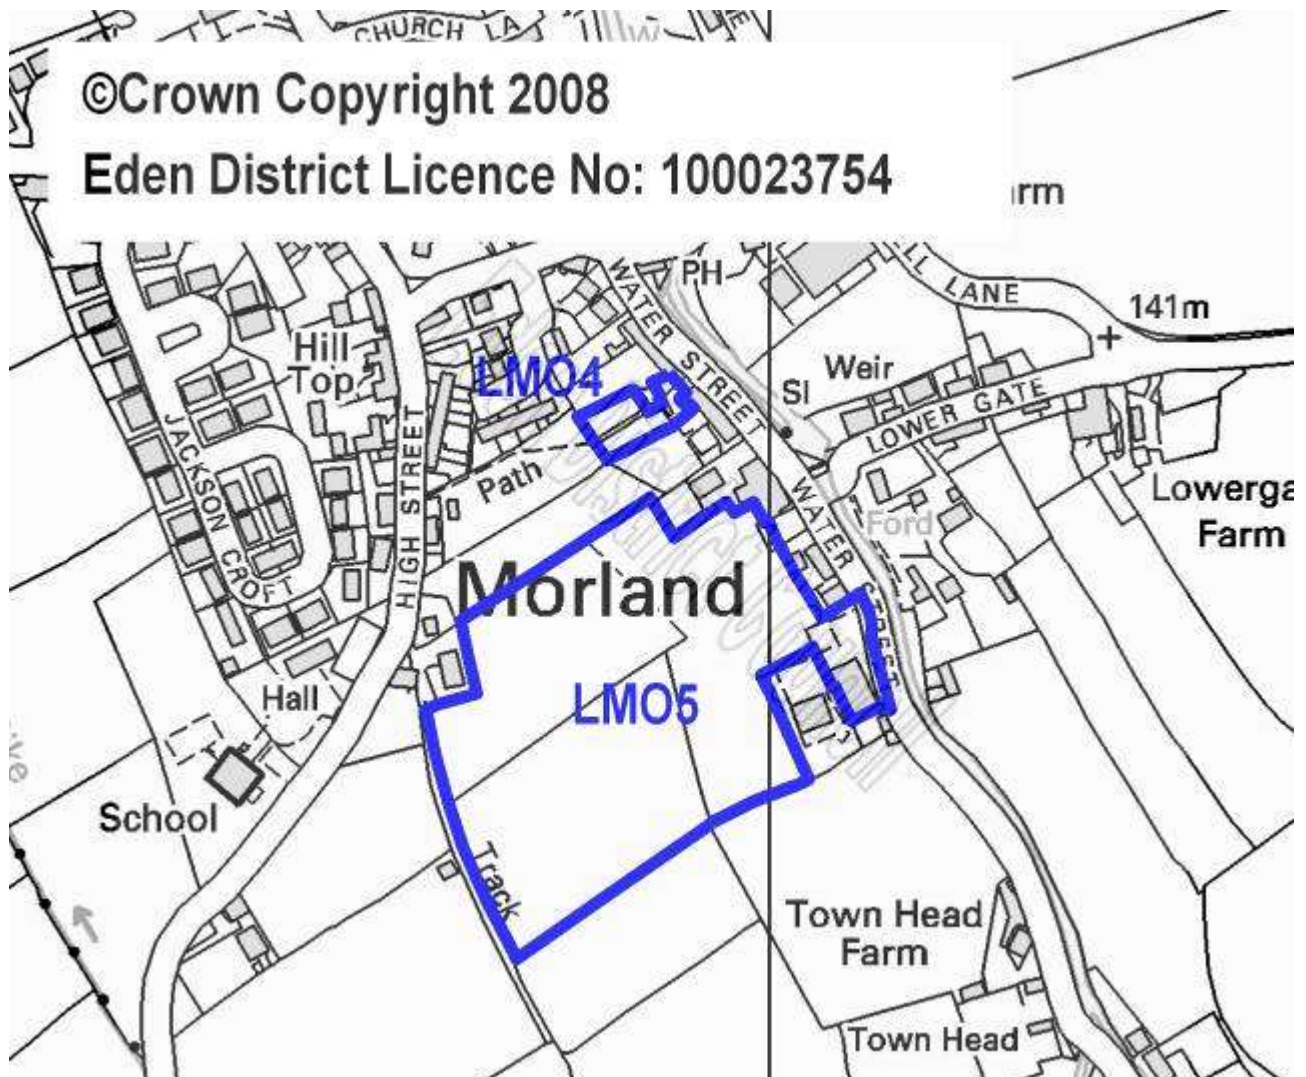 CHURCH LA
©Crown Copyright 2008
Eden District Licence No: 100023754
PH
LANE
141m
Hill
Top
WATER STREET
Weir
LMO4
SI
LOWER GATE
JACKSON CROFT
HIGH STREET
Path
WATER STREET
Ford
Lowerga
Farm
Morland
Hall
LMO5
School
Track
Town Head
Farm
Town Head